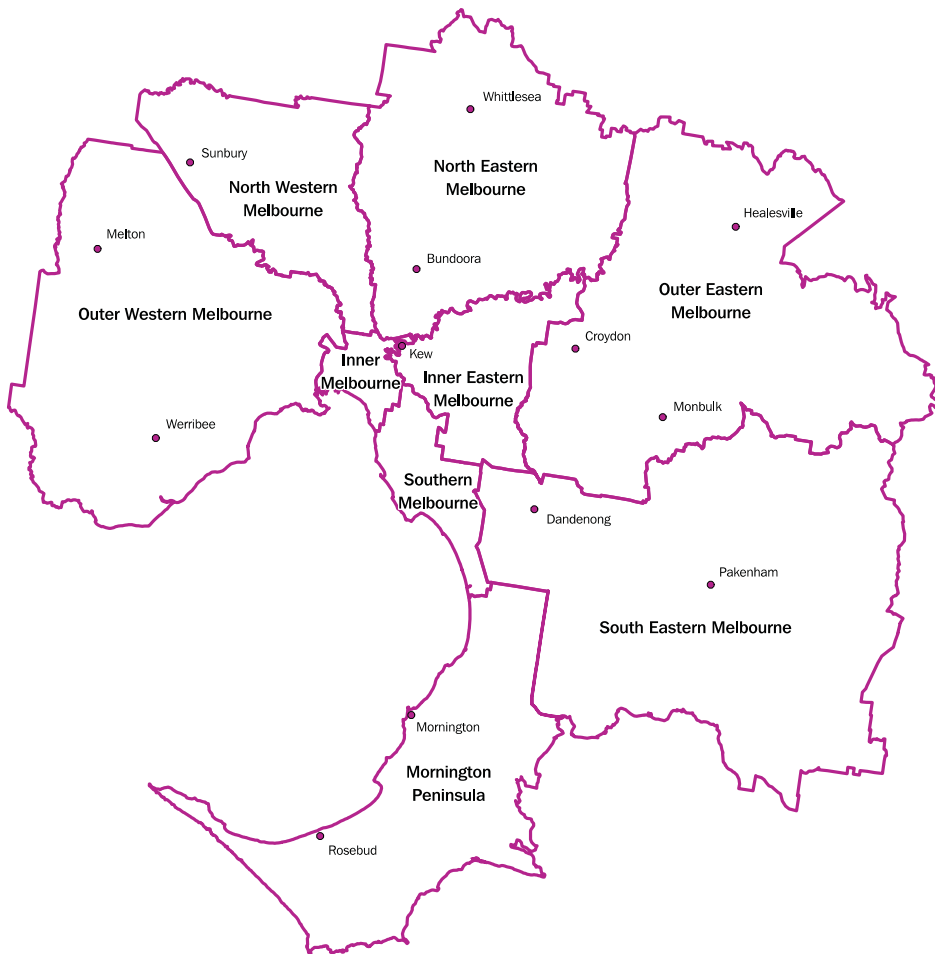 Whittlesea
Sunbury
North Eastern
Melbourne
North Western
Melbourne
Healesville
Melton
Bundoora
Outer Eastern
Melbourne
Outer Western Melbourne
Croydon
Kew
Inner
Melbourne
Inner Eastern
Melbourne
Monbulk
Werribee
Southern
Melbourne
Dandenong
Pakenham
South Eastern Melbourne
Mornington
Mornington
Peninsula
Rosebud